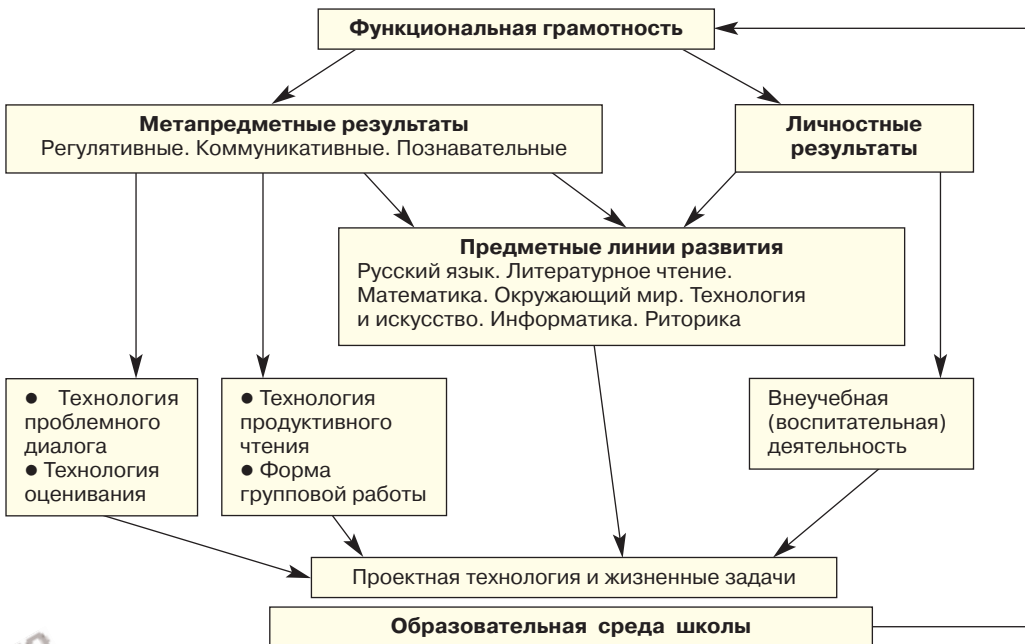 Функциональная грамотность
Метапредметные результаты
Регулятивные. Коммуникативные. Познавательные
Личностные
результаты
Предметные линии развития
Русский язык. Литературное чтение.
Математика. Окружающий мир. Технология
и искусство. Информатика. Риторика
● Технология
проблемного
диалога
● Технология
оценивания
● Технология
продуктивного
чтения
● Форма
групповой работы
Внеучебная
(воспитательная)
деятельность
Проектная технология и жизненные задачи
Образовательная среда школы